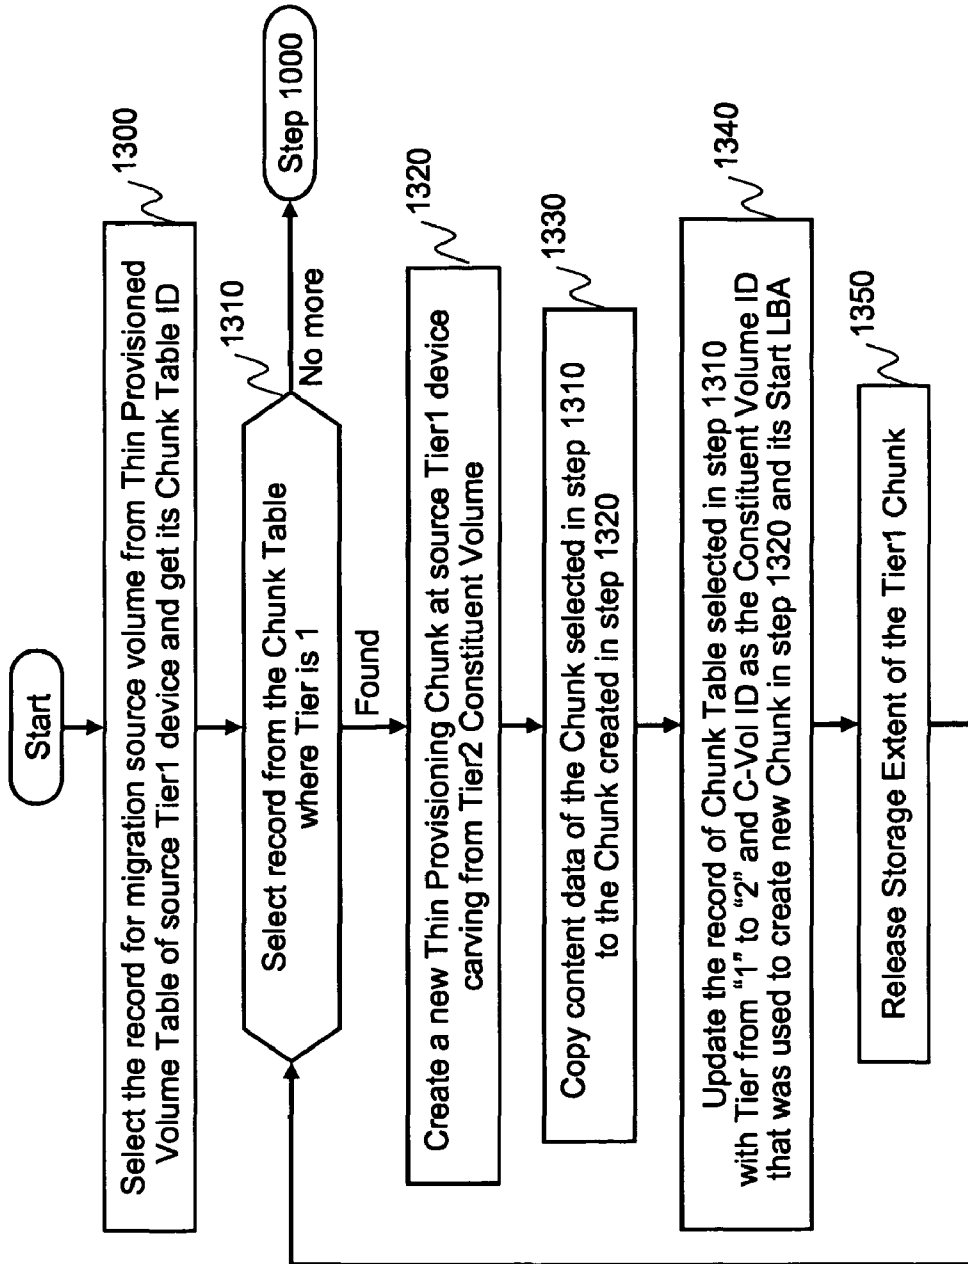 Start
Select the record for migration source volume from Thin Provisioned
Volume Table of source Tier1 device and get its Chunk Table ID
1300
Select record from the Chunk Table
where Tier is 1
1310
No more
Step 1000
Found
Create a new Thin Provisioning Chunk at source Tier1 device
carving from Tier2 Constituent Volume
1320
Copy content data of the Chunk selected in step 1310
to the Chunk created in step 1320
1330
Update the record of Chunk Table selected in step 1310
with Tier from “1” to “2” and C-Vol ID as the Constituent Volume ID
that was used to create new Chunk in step 1320 and its Start LBA
1340
Release Storage Extent of the Tier1 Chunk
1350